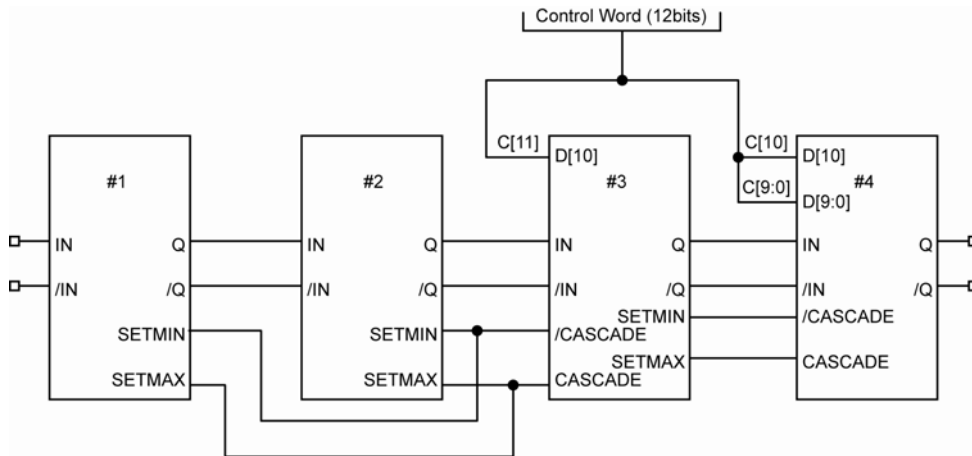 Control Word (12bits)
C[11]
D[10]
C[10]
D[10]
C[9:0]
D[9:0]
#1
#2
#3
#4
IN
Q
IN
Q
IN
Q
IN
Q
/IN
/Q
/IN
/Q
/IN
/Q
/IN
/Q
SETMIN
SETMIN
/CASCADE
SETMIN
/CASCADE
SETMAX
SETMAX
CASCADE
SETMAX
CASCADE